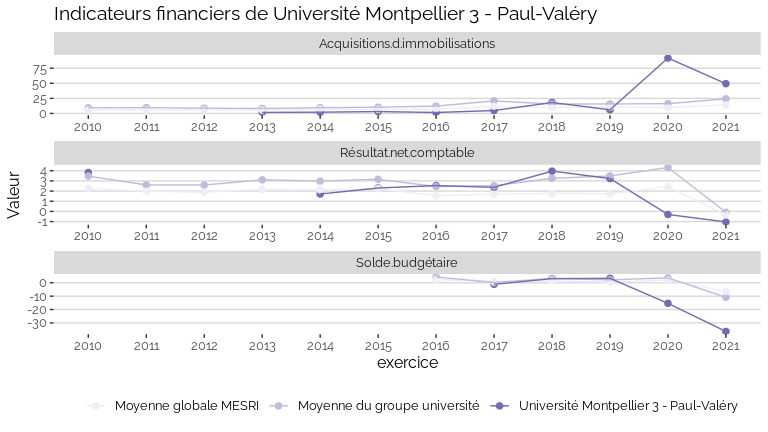 Indicateurs financiers de Université Montpellier 3 - Paul-Valéry
Acquisitions.d.immobilisations
75
50
25
0
2010 2011 2012 2013 2014 2015 2016 2017 2018 2019 2020 2021
Résultat.net.comptable
4
3
2
1
0
-1
2010 2011 2012 2013 2014 2015 2016 2017 2018 2019 2020 2021
Valeur
Solde.budgétaire
0
-10
-20
-30
2010 2011 2012 2013 2014 2015 2016 2017 2018 2019 2020 2021
exercice
Moyenne globale MESRI Moyenne du groupe université Université Montpellier 3 - Paul-Valéry